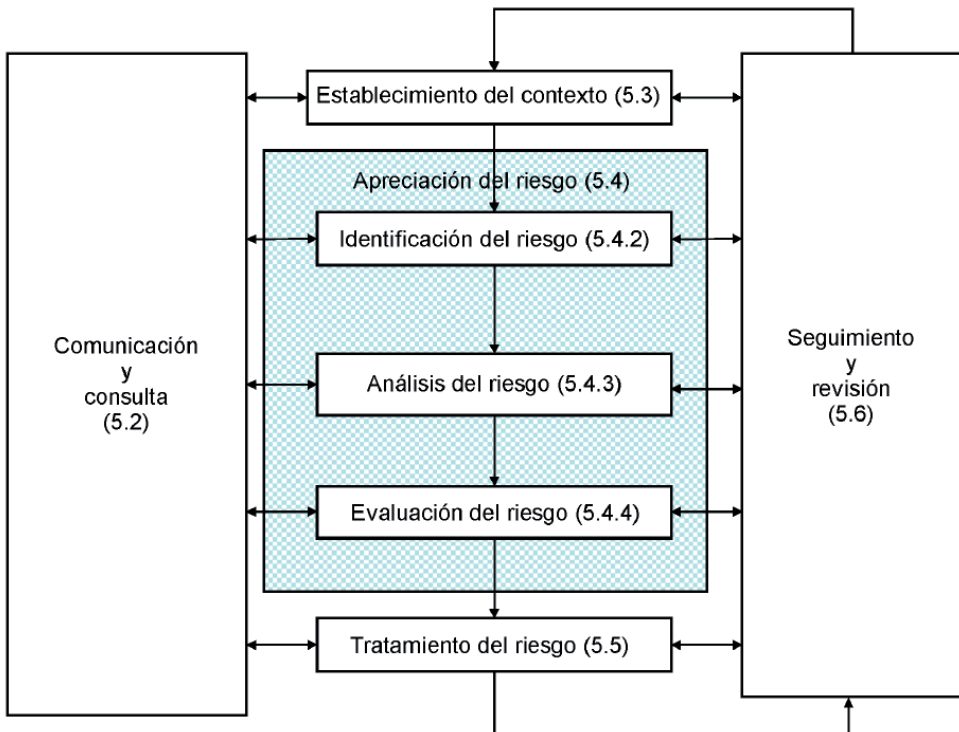 Establecimiento del contexto (5.3)
Apreciación del riesgo (5.4)
Identificación del riesgo (5.4.2)
Comunicación
y
consulta
(5.2)
Análisis del riesgo (5.4.3)
Seguimiento
y
revisión
(5.6)
Evaluación del riesgo (5.4.4)
Tratamiento del riesgo (5.5)